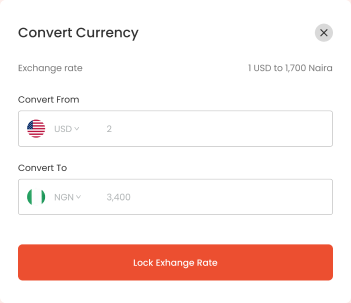 Convert Currency
Exchange rate 1 USD to 1,700 Naira
Convert From
USD 2
Convert To
NGN 3,400
Lock Exhange Rate